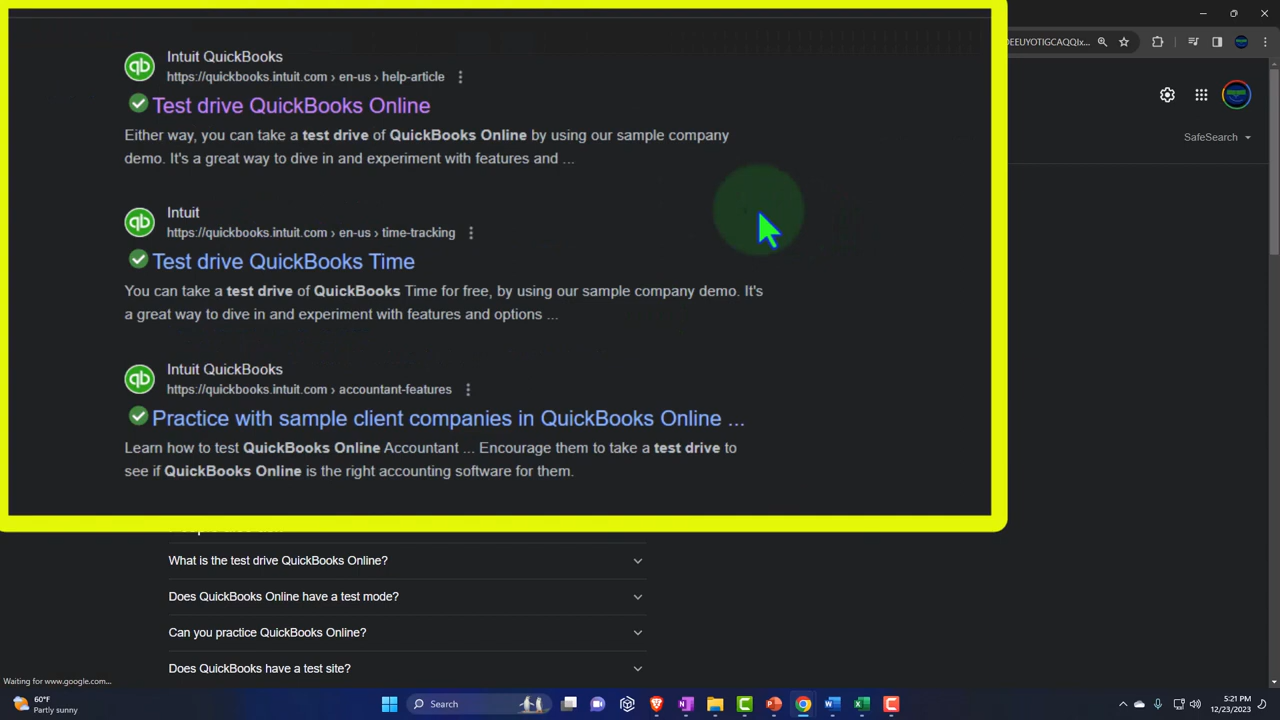 DEEUYOTIGCAQQIx...
Intuit QuickBooks
https://quickbooks.intuit.com › en-us › help-article
Test drive QuickBooks Online
Either way, you can take a test drive of QuickBooks Online by using our sample company
demo. It's a great way to dive in and experiment with features and ...
SafeSearch
Intuit
https://quickbooks.intuit.com › en-us › time-tracking
Test drive QuickBooks Time
You can take a test drive of QuickBooks Time for free, by using our sample company demo. It's
a great way to dive in and experiment with features and options ...
Intuit QuickBooks
https://quickbooks.intuit.com › accountant-features
Practice with sample client companies in QuickBooks Online ...
Learn how to test QuickBooks Online Accountant ... Encourage them to take a test drive to
see if QuickBooks Online is the right accounting software for them.
What is the test drive QuickBooks Online?
Does QuickBooks Online have a test mode?
Can you practice QuickBooks Online?
Does QuickBooks have a test site?
Waiting for www.google.com...
60°F
Partly sunny
Search
5:21 PM
12/23/2023